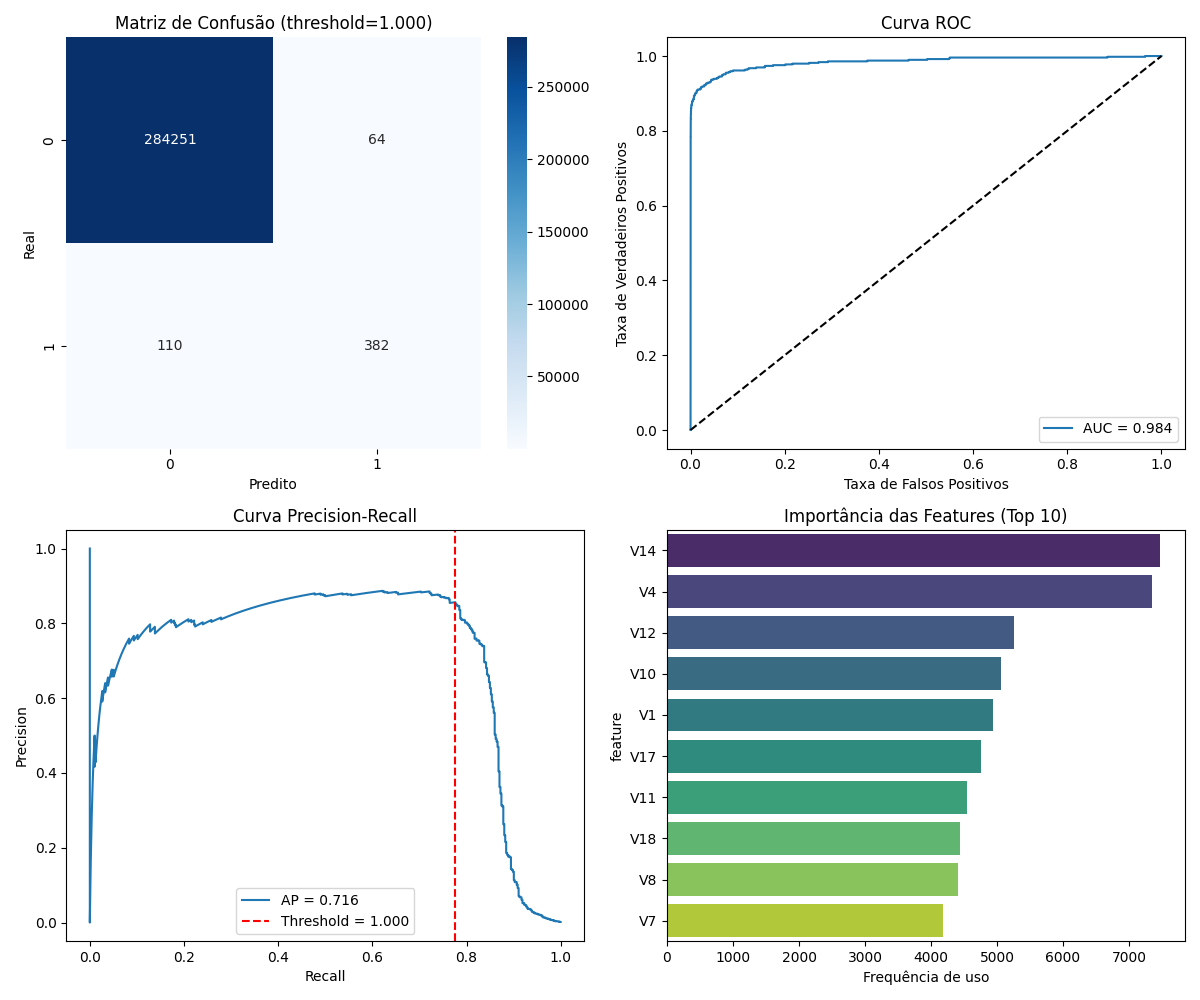 Matriz de Confusão (threshold=1.000)
Real
0
1
284251
64
110
382
0
1
Predito
250000
200000
150000
100000
50000
Curva ROC
Taxa de Verdadeiros Positivos
1.0
0.8
0.6
0.4
0.2
0.0
AUC = 0.984
0.0 0.2 0.4 0.6 0.8 1.0
Taxa de Falsos Positivos
Curva Precision-Recall
Precision
1.0
0.8
0.6
0.4
0.2
0.0
AP = 0.716
Threshold = 1.000
0.0 0.2 0.4 0.6 0.8 1.0
Recall
Importância das Features (Top 10)
feature
V14
V4
V12
V10
V1
V17
V11
V18
V8
V7
0 1000 2000 3000 4000 5000 6000 7000
Frequência de uso